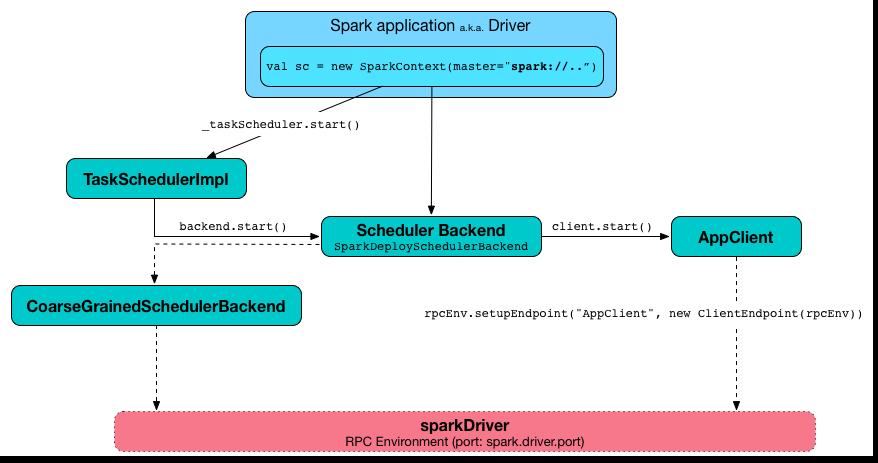 Spark application a.k.a. Driver
val sc = new SparkContext(master="spark://..”)
_taskScheduler.start()
TaskSchedulerImpl
backend.start()
Scheduler Backend
SparkDeploySchedulerBackend
client.start()
AppClient
CoarseGrainedSchedulerBackend
rpcEnv.setupEndpoint("AppClient", new ClientEndpoint(rpcEnv))
sparkDriver
RPC Environment (port: spark.driver.port)